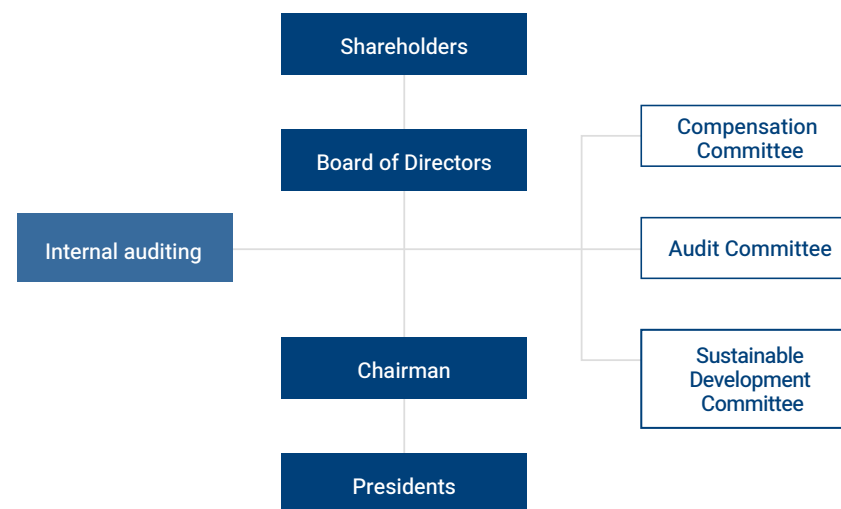 Shareholders
Board of Directors
Compensation
Committee
Internal auditing
Audit Committee
Chairman
Sustainable
Development
Committee
Presidents